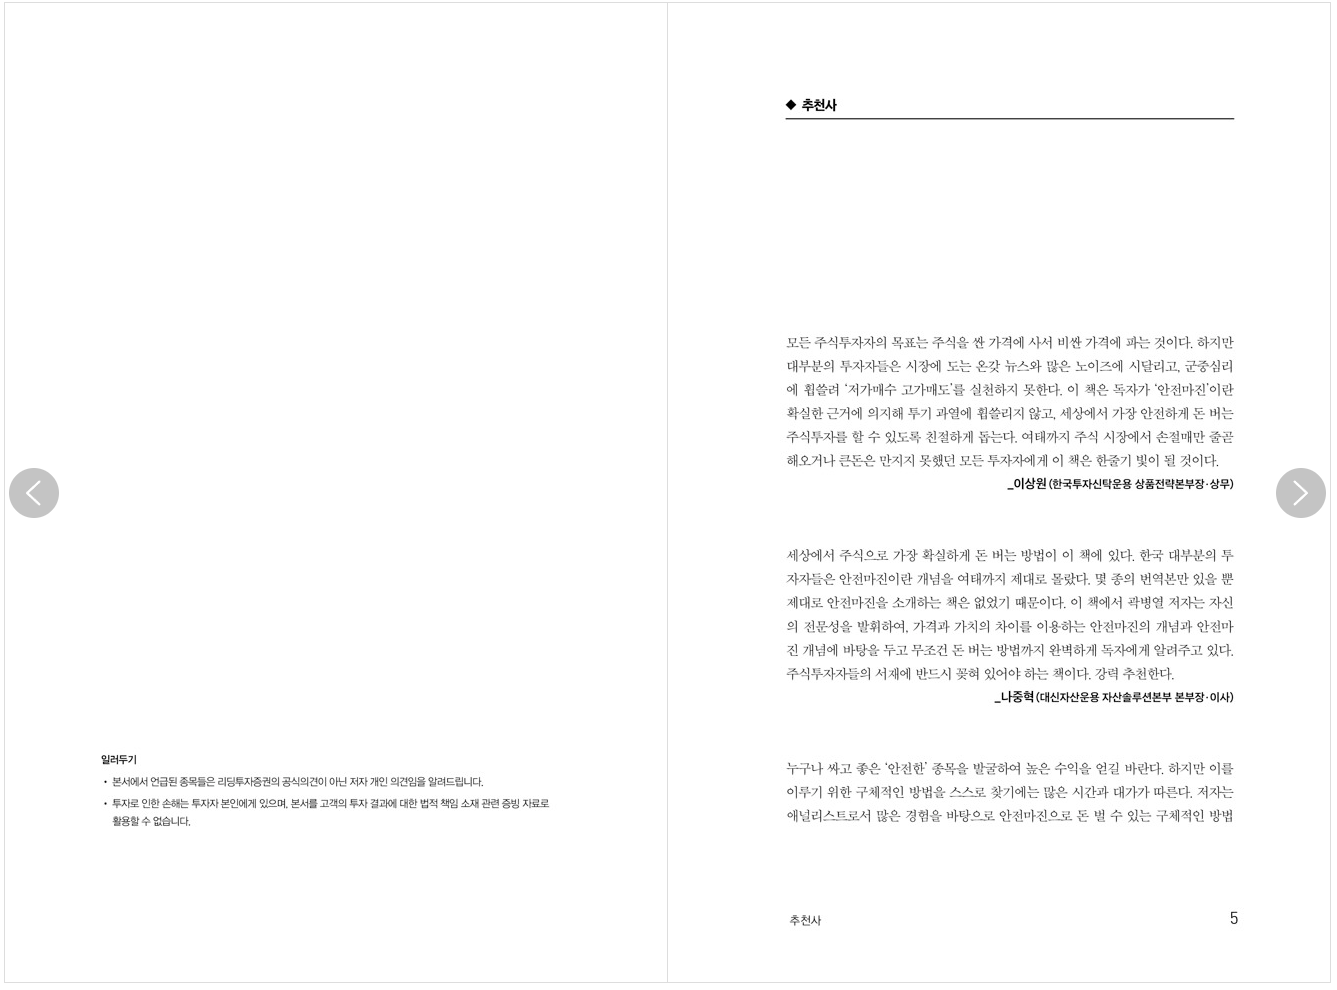 일러두기
• 본서에서 언급된 종목들은 리딩투자증권의 공식의견이 아닌 저자 개인 의견임을 알려드립니다.
• 투자로 인한 손해는 투자자 본인에게 있으며, 본서를 고객의 투자 결과에 대한 법적 책임 소재 관련 증빙 자료로
활용할 수 없습니다.
◆ 추천사
모든 주식투자자의 목표는 주식을 싼 가격에 사서 비싼 가격에 파는 것이다. 하지만
대부분의 투자자들은 시장에 도는 온갖 뉴스와 많은 노이즈에 시달리고, 군중심리
에 휩쓸려 ‘저가매수 고가매도’를 실천하지 못한다. 이 책은 독자가 ‘안전마진’이란
확실한 근거에 의지해 투기 과열에 휩쓸리지 않고, 세상에서 가장 안전하게 돈 버는
주식투자를 할 수 있도록 친절하게 돕는다. 여태까지 주식 시장에서 손절매만 줄곧
해오거나 큰돈은 만지지 못했던 모든 투자자에게 이 책은 한줄기 빛이 될 것이다.
_이상원(한국투자신탁운용 상품전략본부장·상무)
세상에서 주식으로 가장 확실하게 돈 버는 방법이 이 책에 있다. 한국 대부분의 투
자자들은 안전마진이란 개념을 여태까지 제대로 몰랐다. 몇 종의 번역본만 있을 뿐
제대로 안전마진을 소개하는 책은 없었기 때문이다. 이 책에서 곽병열 저자는 자신
의 전문성을 발휘하여, 가격과 가치의 차이를 이용하는 안전마진의 개념과 안전마
진 개념에 바탕을 두고 무조건 돈 버는 방법까지 완벽하게 독자에게 알려주고 있다.
주식투자자들의 서재에 반드시 꽂혀 있어야 하는 책이다. 강력 추천한다.
_나중혁(대신자산운용 자산솔루션본부 본부장·이사)
누구나 싸고 좋은 ‘안전한’ 종목을 발굴하여 높은 수익을 얻길 바란다. 하지만 이를
이루기 위한 구체적인 방법을 스스로 찾기에는 많은 시간과 대가가 따른다. 저자는
애널리스트로서 많은 경험을 바탕으로 안전마진으로 돈 벌 수 있는 구체적인 방법
추천사
5